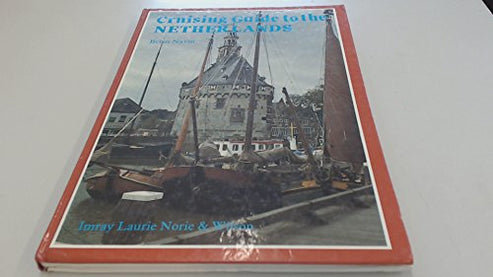 Cruising Guide to the
NETHERLANDS
Brian Navin
Imray Laurie Norie & Wilson